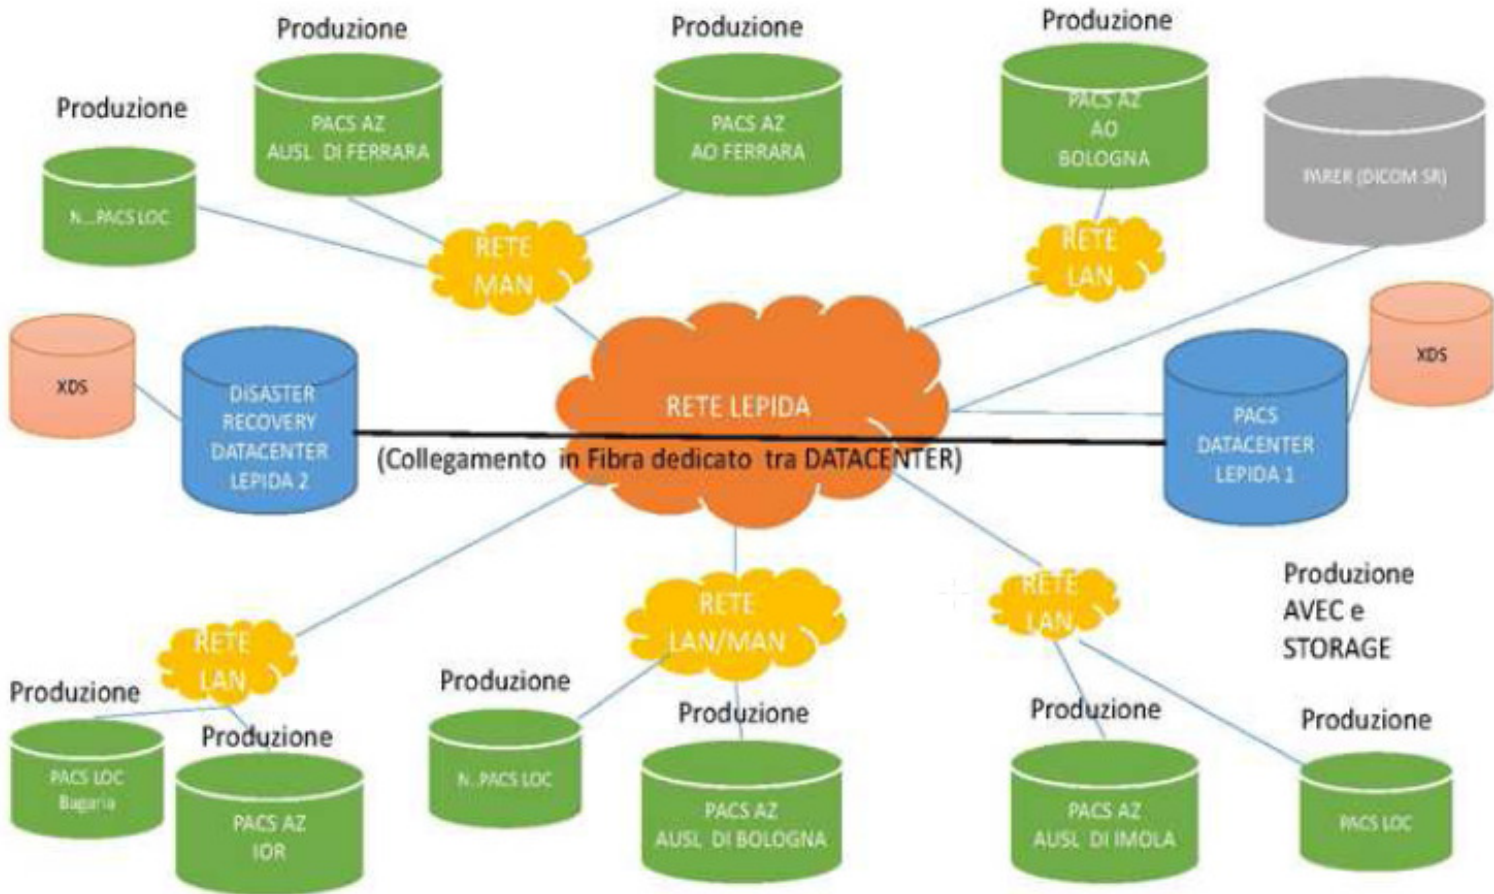 Produzione
Produzione
Produzione
Produzione
PACS AZ
AUSL DI FERRARA
PACS AZ
AO FERRARA
PACS AZ
AO
BOLOGNA
PARER (DICOM SR)
N...PACS LOC
RETE
MAN
RETE
LAN
XDS
DISASTER
RECOVERY
DATACENTER
LEPIDA 2
RETE LEPIDA
(Collegamento in Fibra dedicato tra DATACENTER)
PACS
DATACENTER
LEPIDA 1
XDS
Produzione
AVEC e
STORAGE
RETE
LAN
RETE
LAN/MAN
RETE
LAN
Produzione
Produzione
Produzione
Produzione
Produzione
Produzione
PACS LOC
Bagaria
PACS AZ
IOR
N..PACS LOC
PACS AZ
AUSL DI BOLOGNA
PACS AZ
AUSL DI IMOLA
PACS LOC